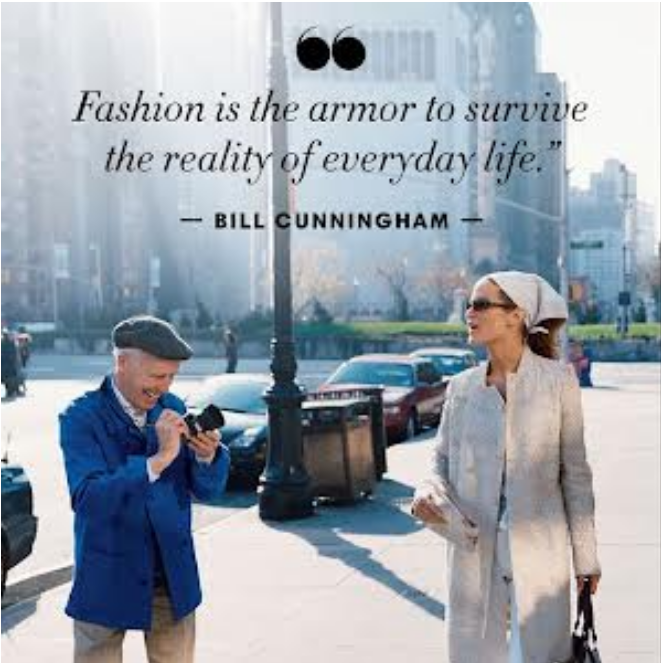 “
Fashion is the armor to survive
the reality of everyday life.”
— BILL CUNNINGHAM —